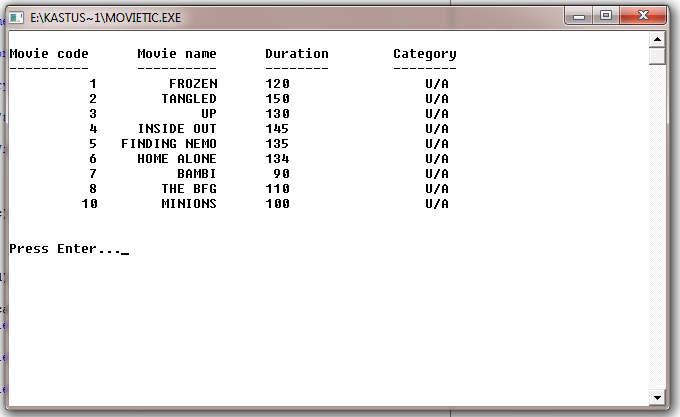 E:\KASTUS~1\MOVIETIC.EXE
Movie code Movie name Duration Category
---------- ---------- -------- --------
1 FROZEN 120 U/A
2 TANGLED 150 U/A
3 UP 130 U/A
4 INSIDE OUT 145 U/A
5 FINDING NEMO 135 U/A
6 HOME ALONE 134 U/A
7 BAMBI 90 U/A
8 THE BFG 110 U/A
10 MINIONS 100 U/A
Press Enter..._